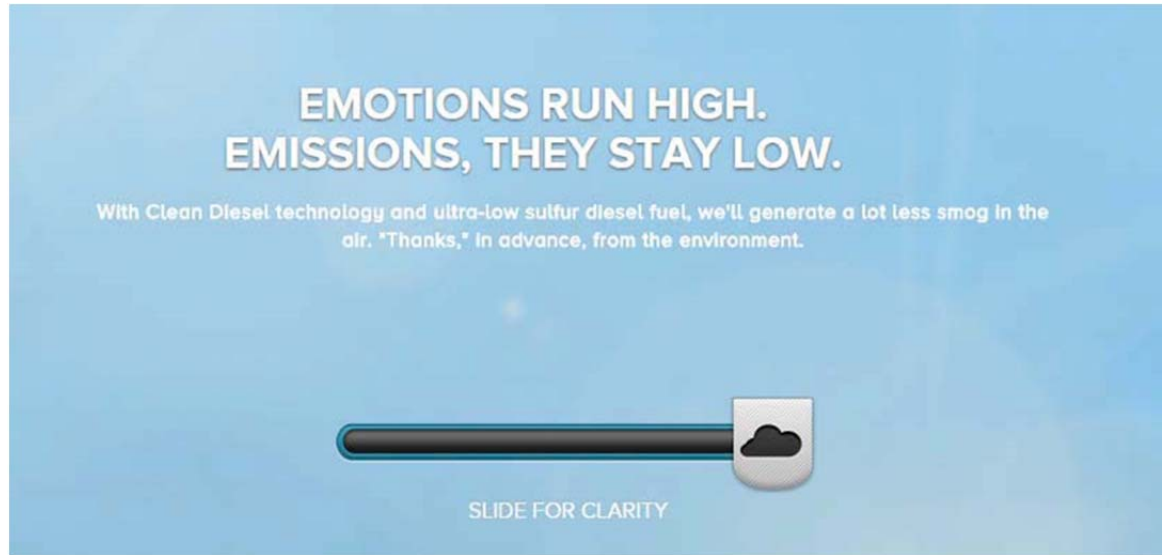 EMOTIONS RUN HIGH.
EMISSIONS, THEY STAY LOW.
With Clean Diesel technology and ultra-low sulfur diesel fuel, we'll generate a lot less smog in the
air. "Thanks," in advance, from the environment.
SLIDE FOR CLARITY